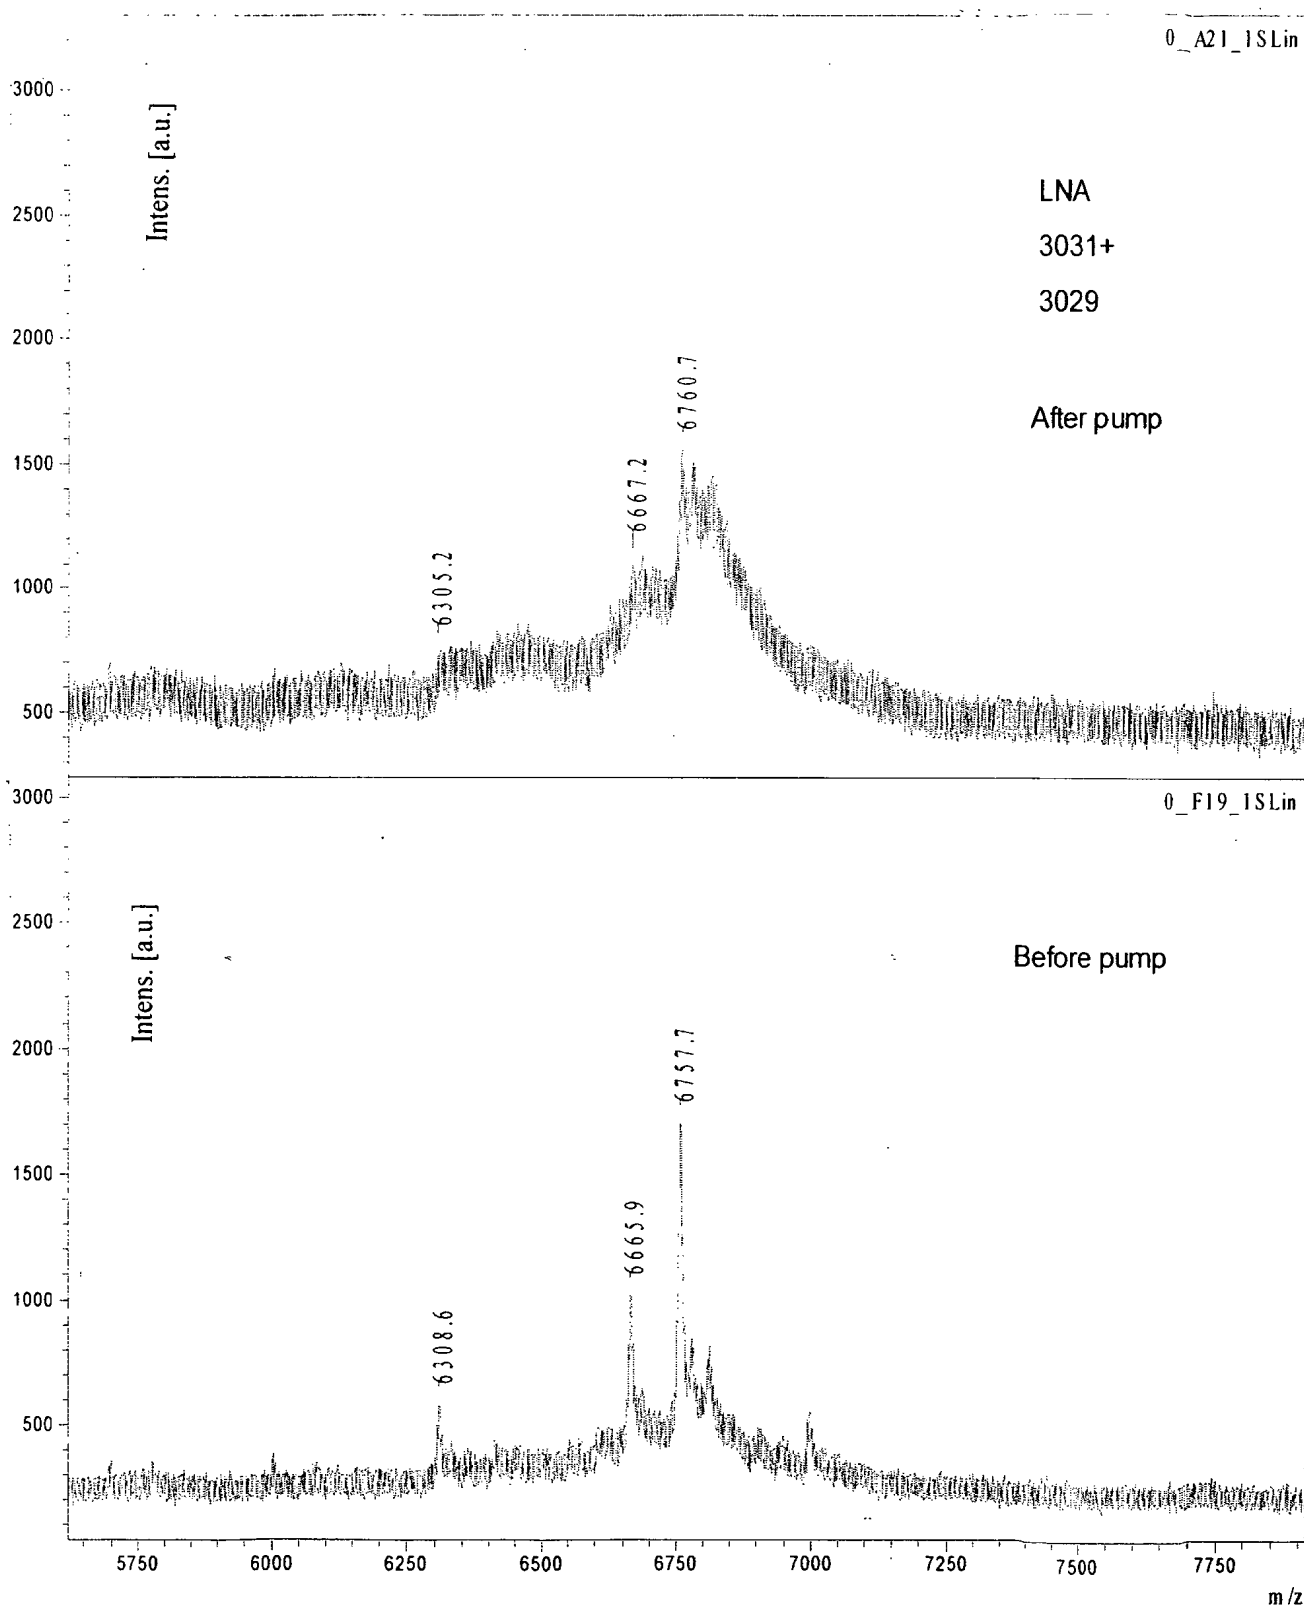 0_A21_1SLin
3000
Intens. [a.u.]
LNA
2500
3031+
3029
2000
6760.7
After pump
1500
6667.2
6305.2
1000
500
3000
0_F19_1SLin
2500
Intens. [a.u.]
Before pump
2000
6757.7
1500
6665.9
1000
6308.6
500
5750 6000 6250 6500 6750 7000 7250 7500 7750
m/z